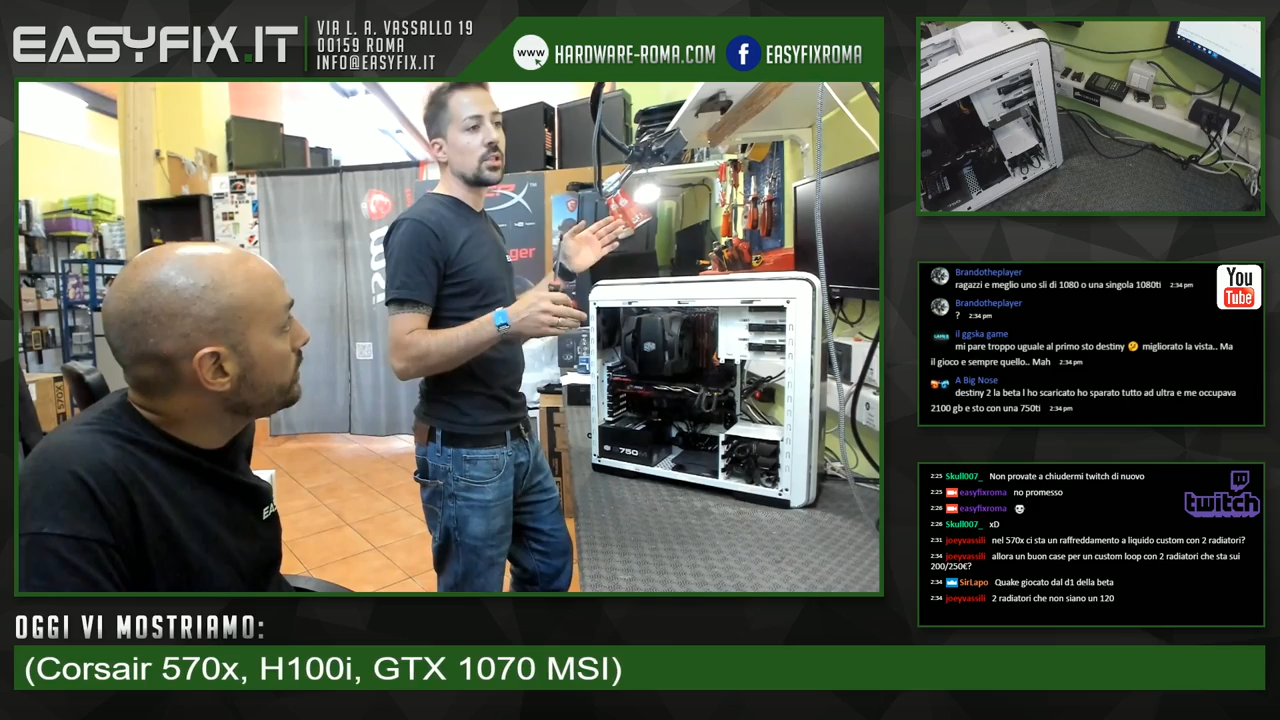 EASYFIX.IT
VIA L. A. VASSALLO 19
00159 ROMA
INFO@EASYFIX.IT
www
HARDWARE-ROMA.COM
f
EASYFIXROMA
msi
570X
750
You
Tube
Brandotheplayer
ragazzi e meglio uno sli di 1080 o una singola 1080ti 2:34 pm
Brandotheplayer
? 2:34 pm
il ggska game
mi pare troppo uguale al primo sto destiny 🤔 migliorato la vista.. Ma
il gioco e sempre quello.. Mah 2:34 pm
A Big Nose
destiny 2 la beta l ho scaricato ho sparato tutto ad ultra e me occupava
2100 gb e sto con una 750ti 2:34 pm
twitch
2:25 Skull007_ Non provate a chiudermi twitch di nuovo
2:25 easyfixroma no promesso
2:26 easyfixroma
2:26 Skull007_ xD
2:31 joeyvassili nel 570x ci sta un raffreddamento a liquido custom con 2 radiatori?
2:34 joeyvassili allora un buon case per un custom loop con 2 radiatori che sta sui
200/250€?
2:34 SirLapo Quake giocato dal d1 della beta
2:34 joeyvassili 2 radiatori che non siano un 120
OGGI VI MOSTRIAMO:
(Corsair 570x, H100i, GTX 1070 MSI)